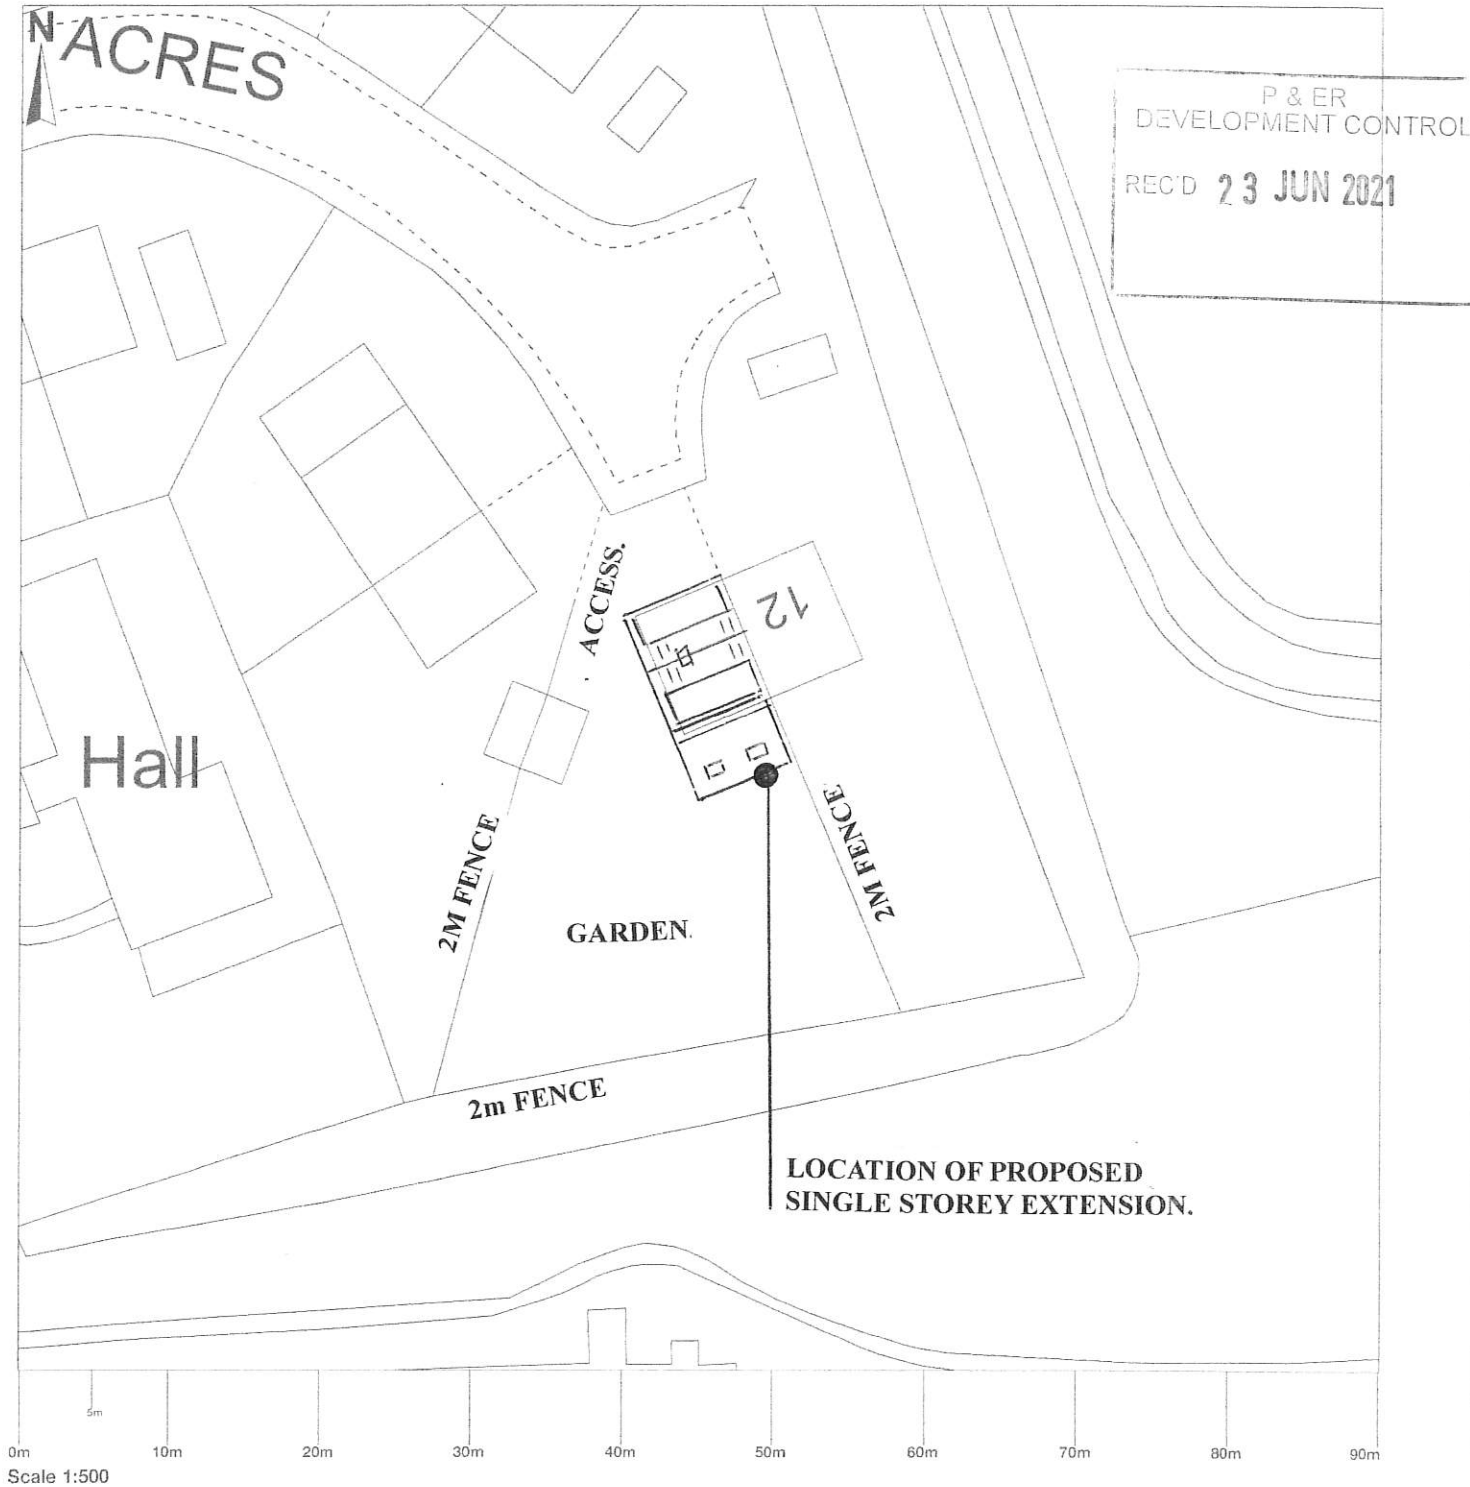 N
ACRES
P & ER
DEVELOPMENT CONTROL
REC'D 23 JUN 2021
ACCESS.
12
Hall
2M FENCE
2M FENCE
GARDEN.
2m FENCE
LOCATION OF PROPOSED
SINGLE STOREY EXTENSION.
5m
0m 10m 20m 30m 40m 50m 60m 70m 80m 90m
Scale 1:500